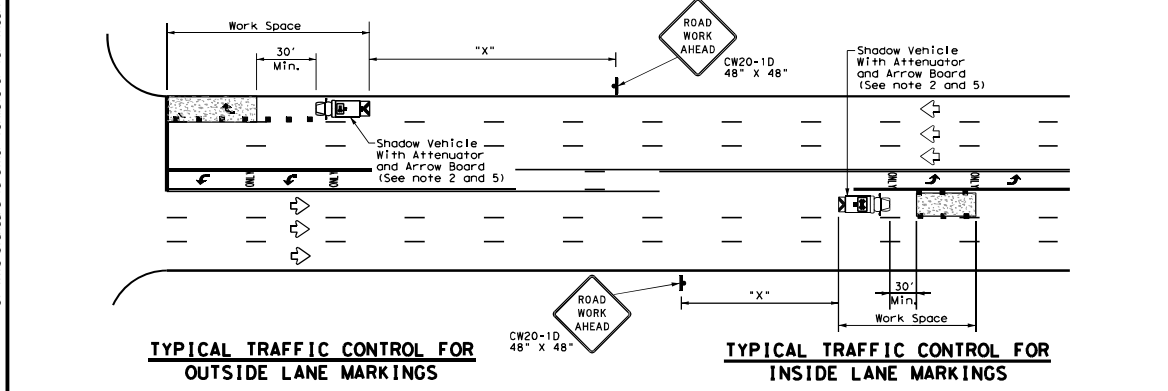 Work Space
30'
Min.
"X"
ROAD
WORK
AHEAD
CW20-1D
48" X 48"
Shadow Vehicle
With Attenuator
and Arrow Board
(See note 2 and 5)
Shadow Vehicle
With Attenuator
and Arrow Board
(See note 2 and 5)
ONLY
ONLY
ONLY
ONLY
ROAD
WORK
AHEAD
CW20-1D
48" X 48"
"X"
30'
Min.
Work Space
TYPICAL TRAFFIC CONTROL FOR
OUTSIDE LANE MARKINGS
TYPICAL TRAFFIC CONTROL FOR
INSIDE LANE MARKINGS